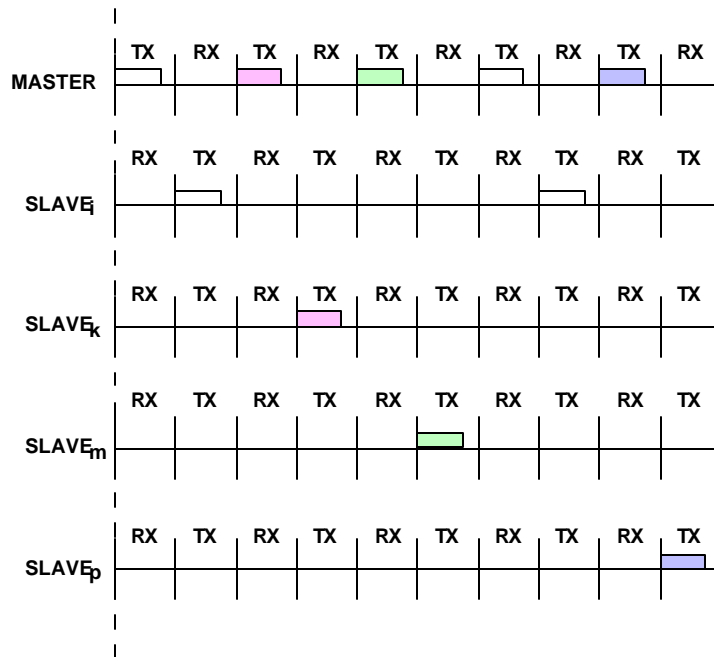 TX RX TX RX TX RX TX RX TX RX
MASTER
RX TX RX TX RX TX RX TX RX TX
SLAVEi
RX TX RX TX RX TX RX TX RX TX
SLAVEk
RX TX RX TX RX TX RX TX RX TX
SLAVEm
RX TX RX TX RX TX RX TX RX TX
SLAVEp